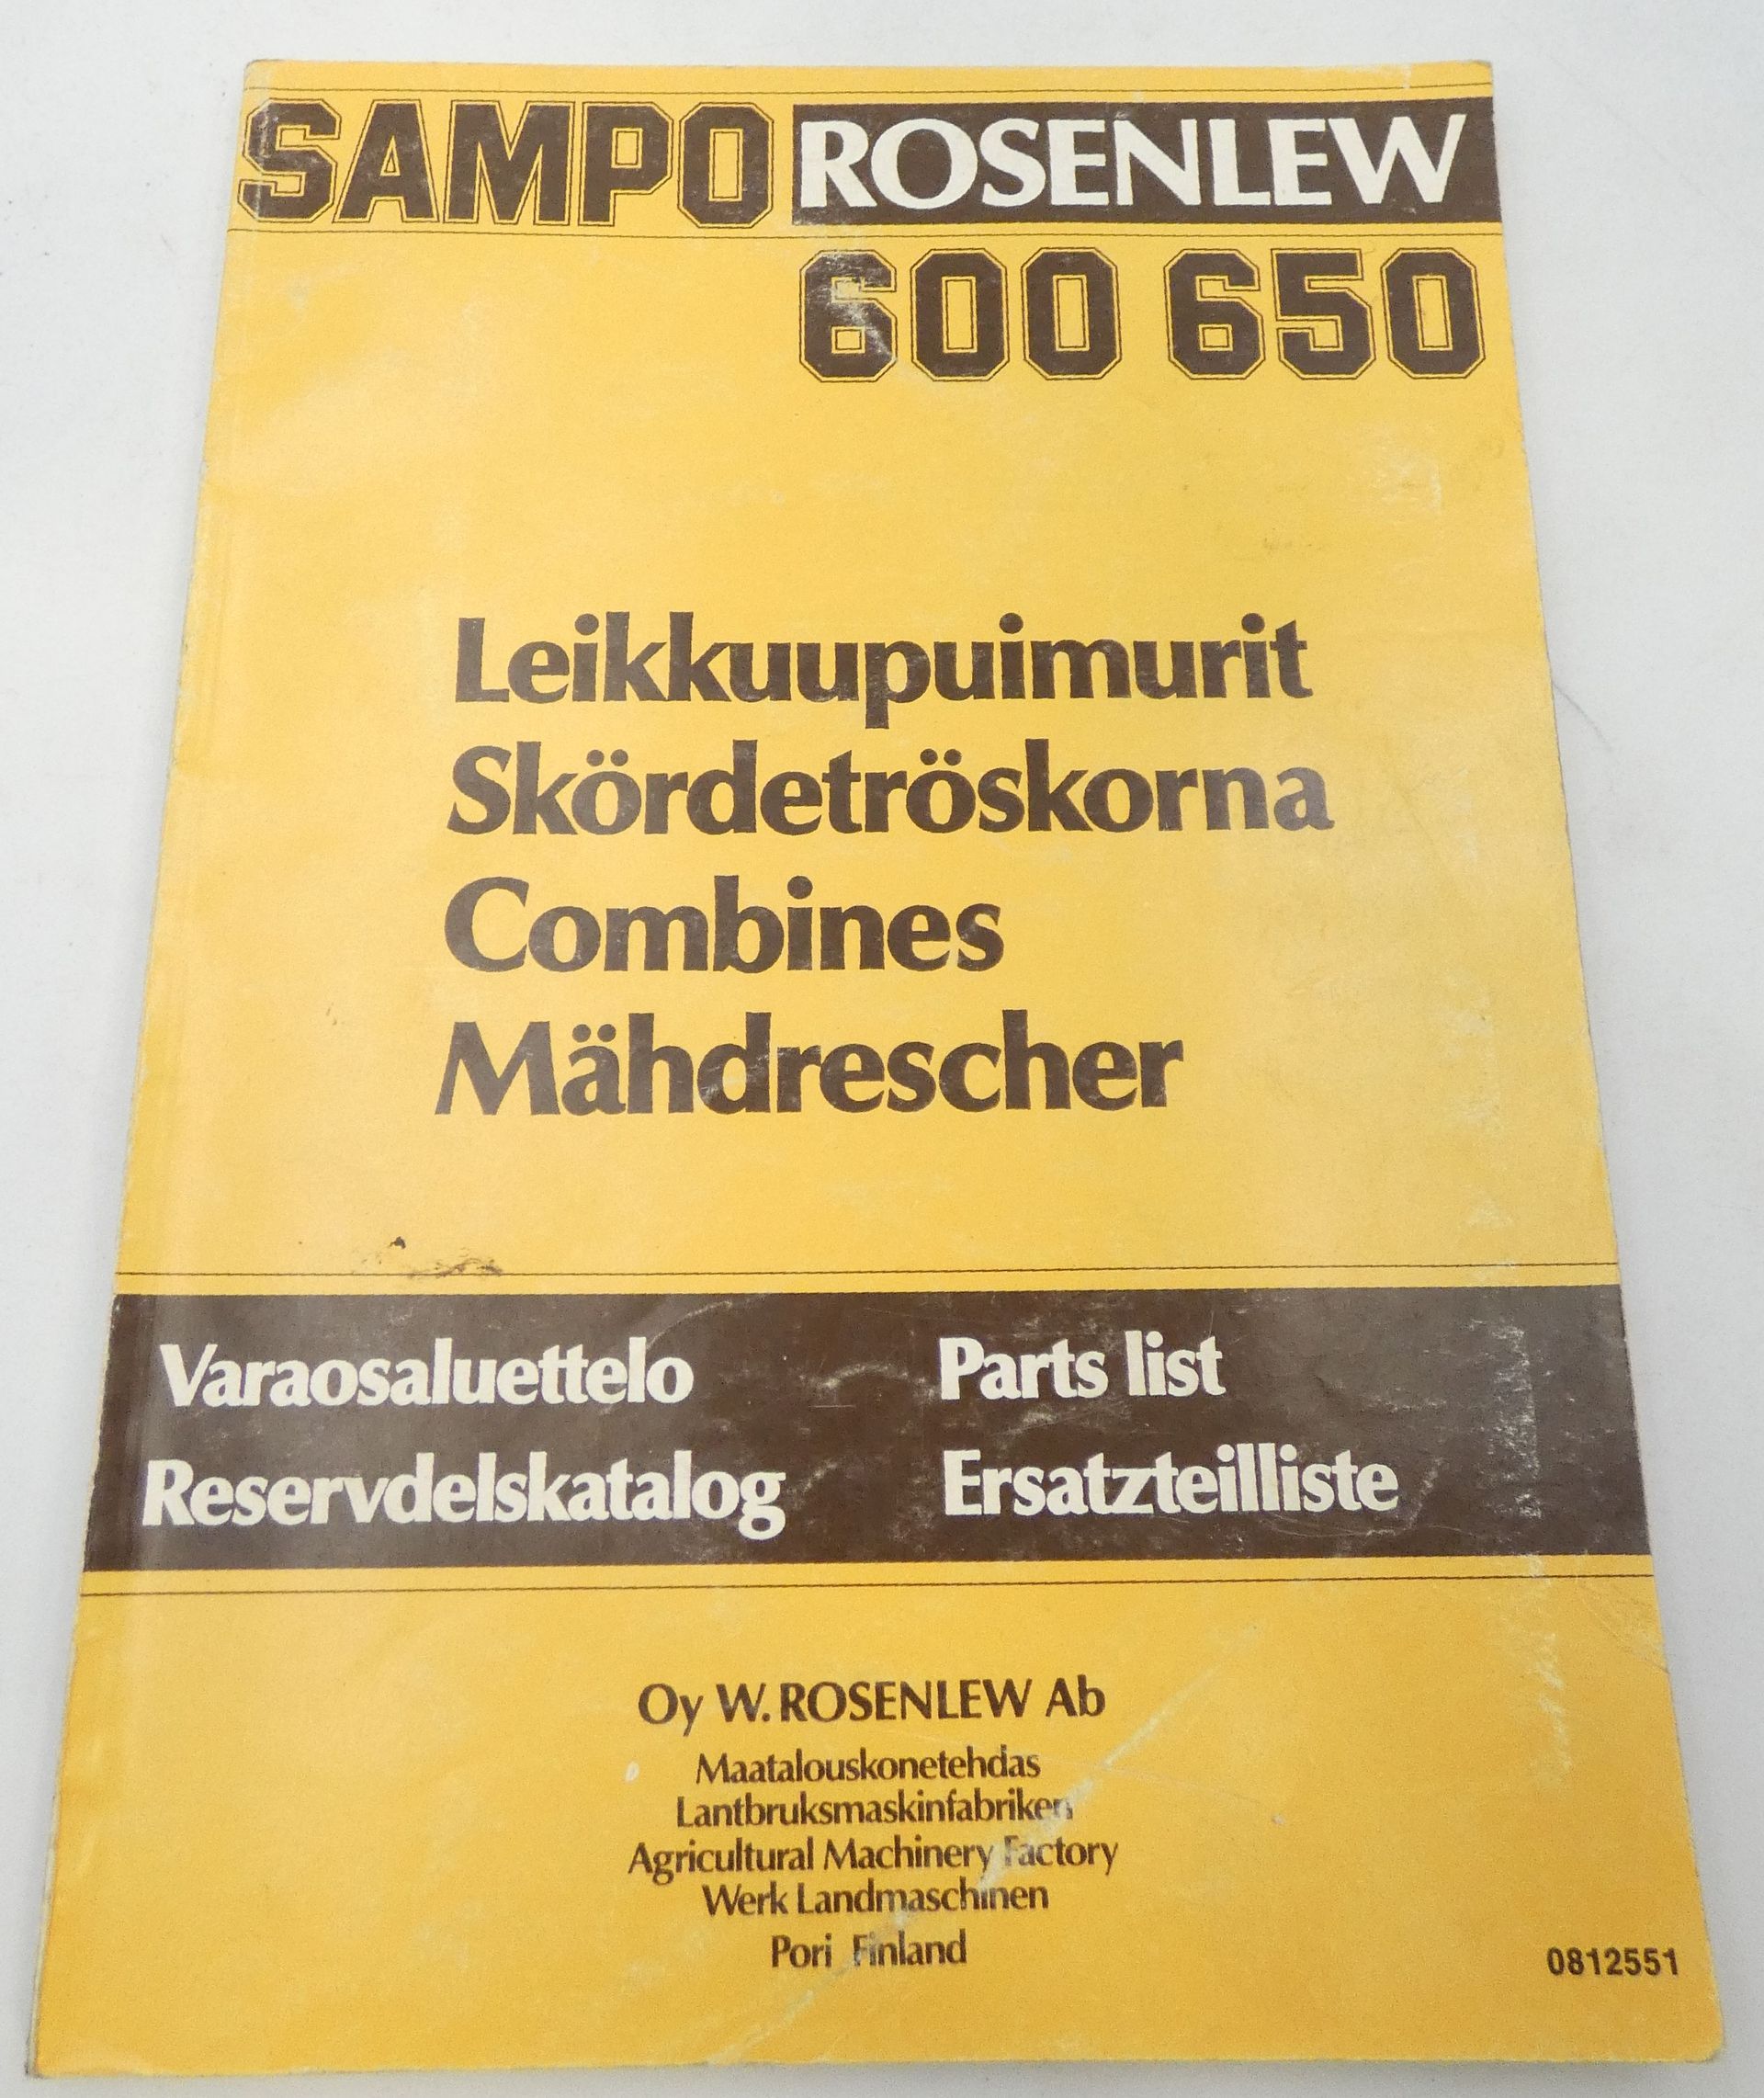 SAMPO ROSENLEW
600 650
Leikkuupuimurit
Skördetröskorna
Combines
Mähdrescher
Varaosaluettelo Parts list
Reservdelskatalog Ersatzteilliste
Oy W. ROSENLEW Ab
Maatalouskonetehdas
Lantbruksmaskinfabriken
Agricultural Machinery Factory
Werk Landmaschinen
Pori Finland
0812551